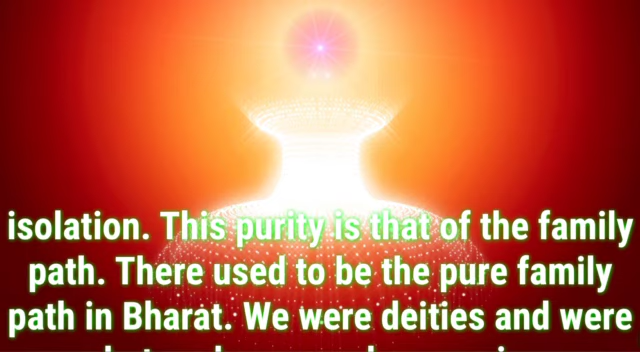 isolation. This purity is that of the family
path. There used to be the pure family
path in Bharat. We were deities and were